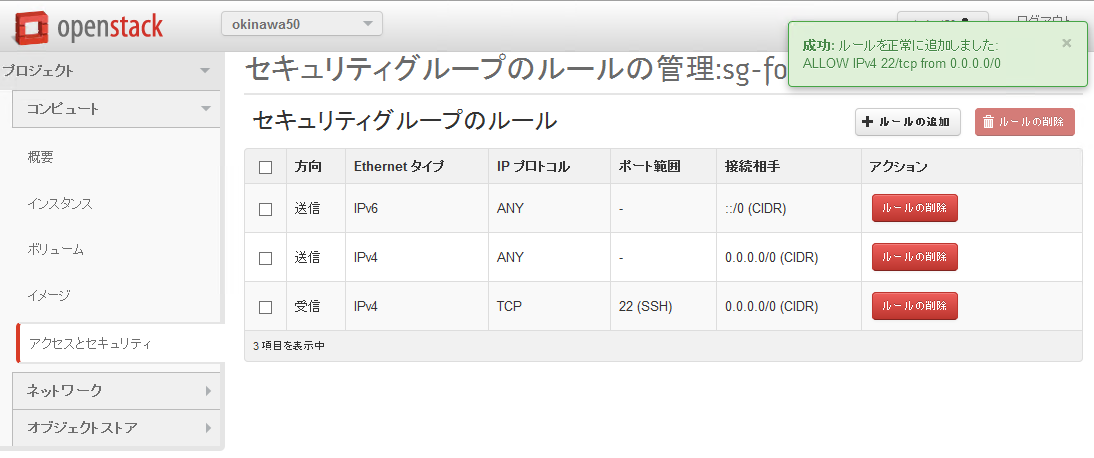 openstack
okinawa50
ログアウト
成功: ルールを正常に追加しました:
ALLOW IPv4 22/tcp from 0.0.0.0/0
×
プロジェクト
コンピュート
概要
インスタンス
ボリューム
イメージ
アクセスとセキュリティ
ネットワーク
オブジェクトストア
セキュリティグループのルールの管理:sg-fo
セキュリティグループのルール
ルールの追加
ルールの削除
方向 Ethernet タイプ IP プロトコル ポート範囲 接続相手 アクション
送信 IPv6 ANY - ::/0 (CIDR) ルールの削除
送信 IPv4 ANY - 0.0.0.0/0 (CIDR) ルールの削除
受信 IPv4 TCP 22 (SSH) 0.0.0.0/0 (CIDR) ルールの削除
3 項目を表示中